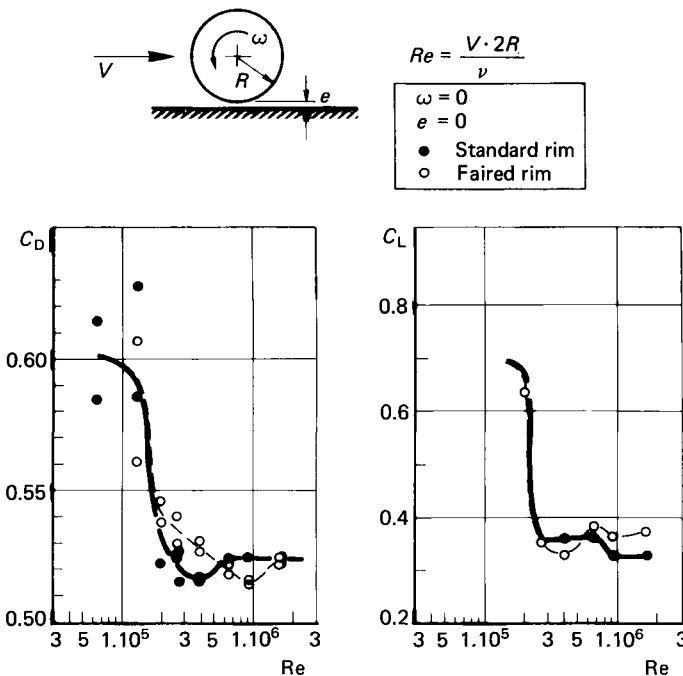 V
ω
R
e
Re = V · 2R / ν
ω = 0
e = 0
● Standard rim
○ Faired rim
C_D
0.60
0.55
0.50
3 5 1.10⁵ 3 5 1.10⁶ 3
Re
C_L
0.8
0.6
0.4
0.2
3 5 1.10⁵ 3 5 1.10⁶ 3
Re